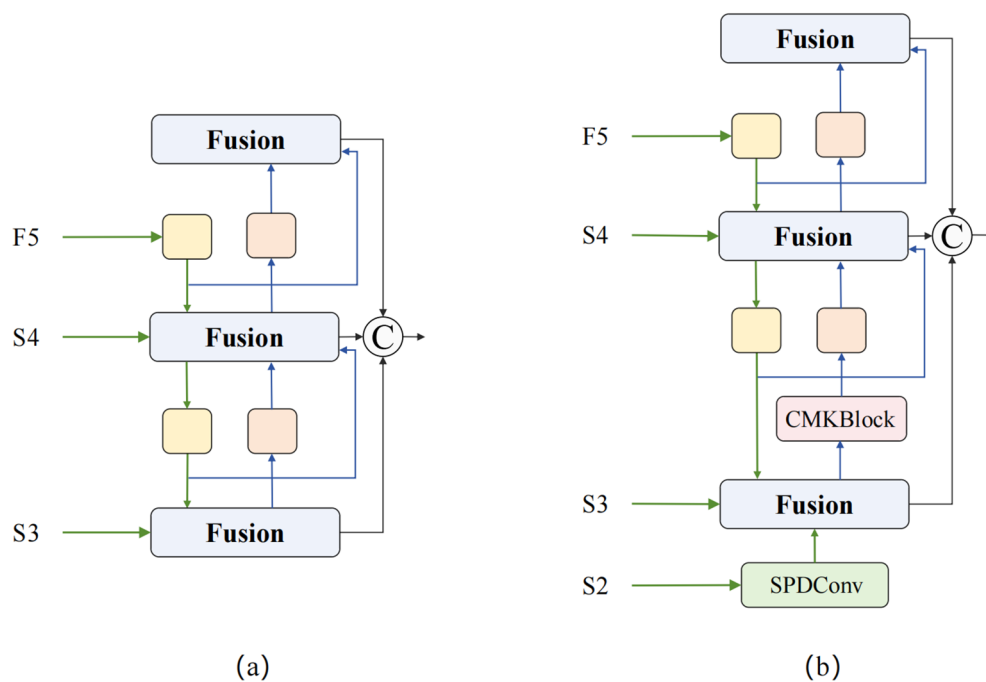 Fusion
F5
S4
Fusion
C
S3
Fusion
(a)
Fusion
F5
S4
Fusion
C
CMKBlock
S3
Fusion
S2
SPDConv
(b)